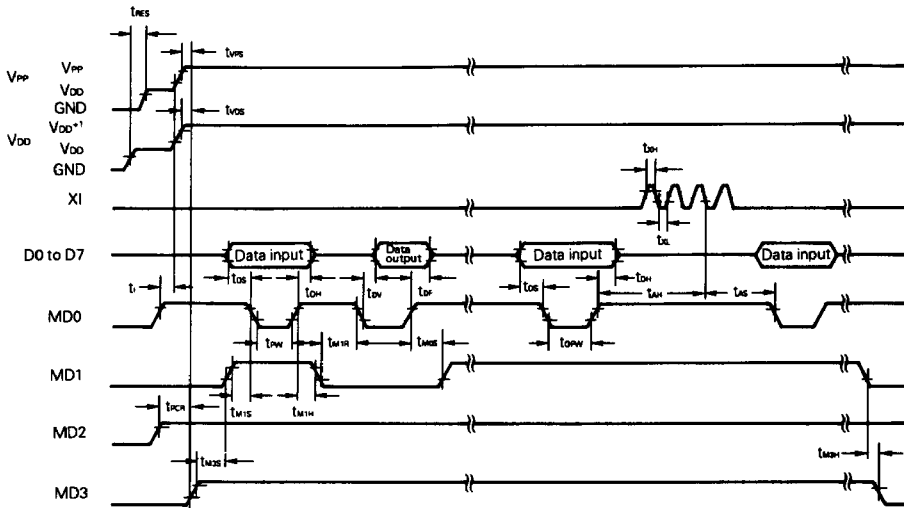 tRES
tVPS
VPP
VPP
VDD
GND
tVDS
VDD
VDD+1
VDD
GND
tXH
XI
tXL
D0 to D7
Data input
Data output
Data input
Data input
tDS
tDH
tDV
tDF
tDS
tDH
tAH
tAS
tI
MD0
tPW
tM1R
tM0S
tOPW
MD1
tPCR
tM1S
tM1H
MD2
tM3S
tM3H
MD3